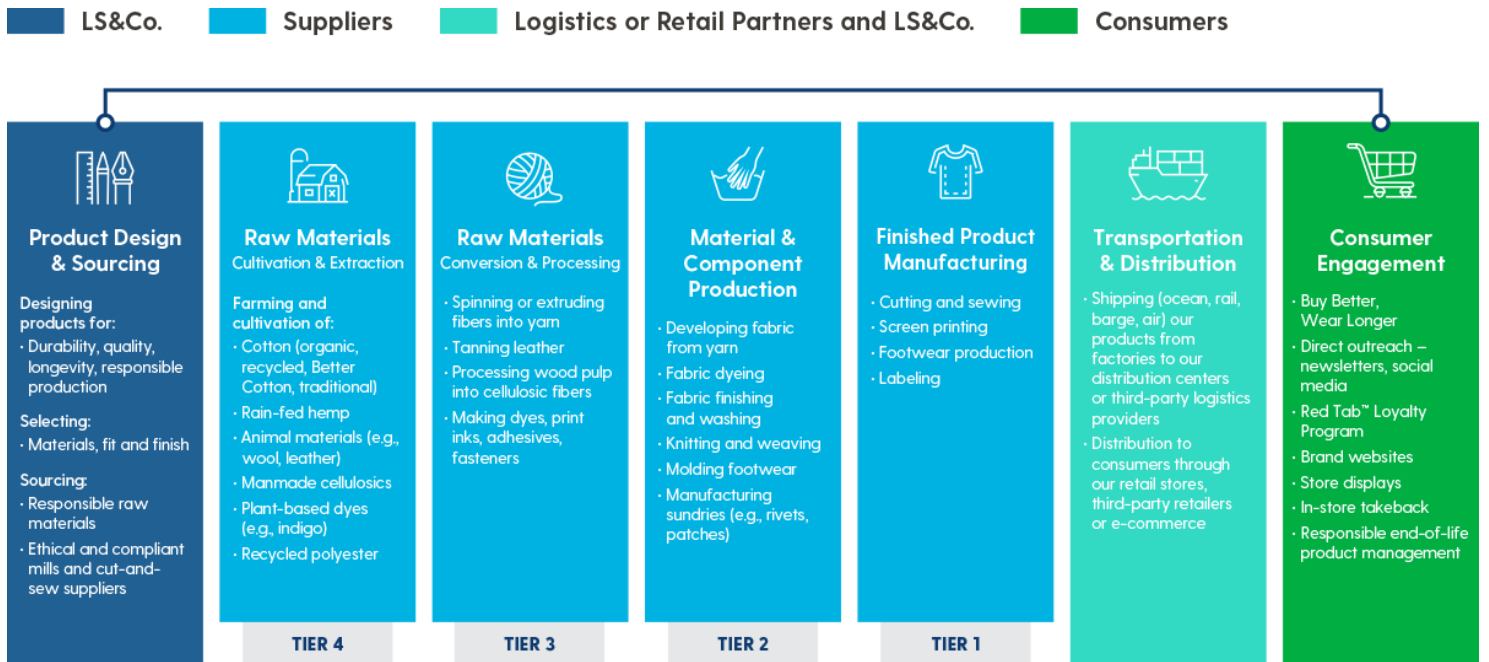 LS&Co.
Suppliers
Logistics or Retail Partners and LS&Co.
Consumers
Product Design
& Sourcing
Designing
products for:
· Durability, quality,
longevity, responsible
production
Selecting:
· Materials, fit and finish
Sourcing:
· Responsible raw
materials
· Ethical and compliant
mills and cut-and-
sew suppliers
Raw Materials
Cultivation & Extraction
Farming and
cultivation of:
· Cotton (organic,
recycled, Better
Cotton, traditional)
· Rain-fed hemp
· Animal materials (e.g.,
wool, leather)
· Manmade cellulosics
· Plant-based dyes
(e.g., indigo)
· Recycled polyester
TIER 4
Raw Materials
Conversion & Processing
· Spinning or extruding
fibers into yarn
· Tanning leather
· Processing wood pulp
into cellulosic fibers
· Making dyes, print
inks, adhesives,
fasteners
TIER 3
Material &
Component
Production
· Developing fabric
from yarn
· Fabric dyeing
· Fabric finishing
and washing
· Knitting and weaving
· Molding footwear
· Manufacturing
sundries (e.g., rivets,
patches)
TIER 2
Finished Product
Manufacturing
· Cutting and sewing
· Screen printing
· Footwear production
· Labeling
TIER 1
Transportation
& Distribution
· Shipping (ocean, rail,
barge, air) our
products from
factories to our
distribution centers
or third-party logistics
providers
· Distribution to
consumers through
our retail stores,
third-party retailers
or e-commerce
Consumer
Engagement
· Buy Better,
Wear Longer
· Direct outreach –
newsletters, social
media
· Red Tab™ Loyalty
Program
· Brand websites
· Store displays
· In-store takeback
· Responsible end-of-life
product management